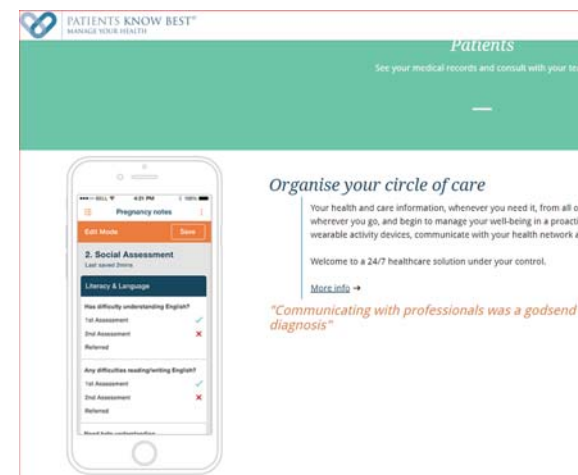 PATIENTS KNOW BEST®
MANAGE YOUR HEALTH
Patients
See your medical records and consult with your
BELL 4:21 PM 100%
Pregnancy notes
Edit Mode Save
2. Social Assessment
Last saved 2mins
Literacy & Language
Has difficulty understanding English?
1st Assessment
2nd Assessment
Referred
Any difficulties reading/writing English?
1st Assessment
2nd Assessment
Referred
Organise your circle of care
Your health and care information, whenever you need it, from all
wherever you go, and begin to manage your well-being in a
wearable activity devices, communicate with your health network
Welcome to a 24/7 healthcare solution under your control.
More info →
"Communicating with professionals was a godsend
diagnosis"